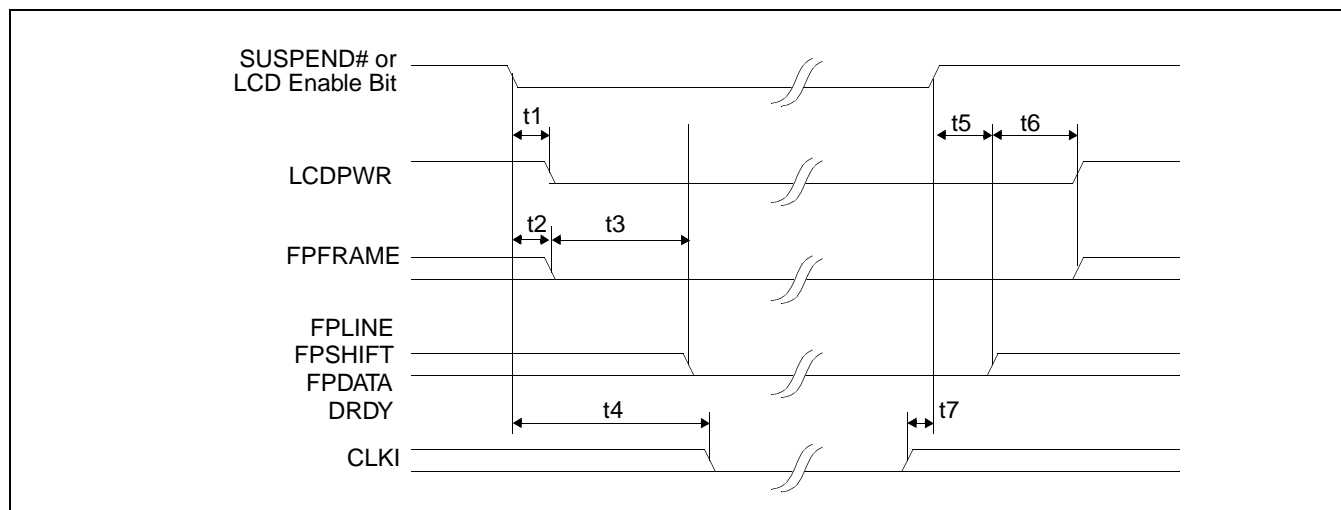 SUSPEND# or
LCD Enable Bit
t1
t5
t6
LCDPWR
t2
t3
FPFRAME
FPLINE
FPSHIFT
FPDATA
DRDY
t4
t7
CLKI